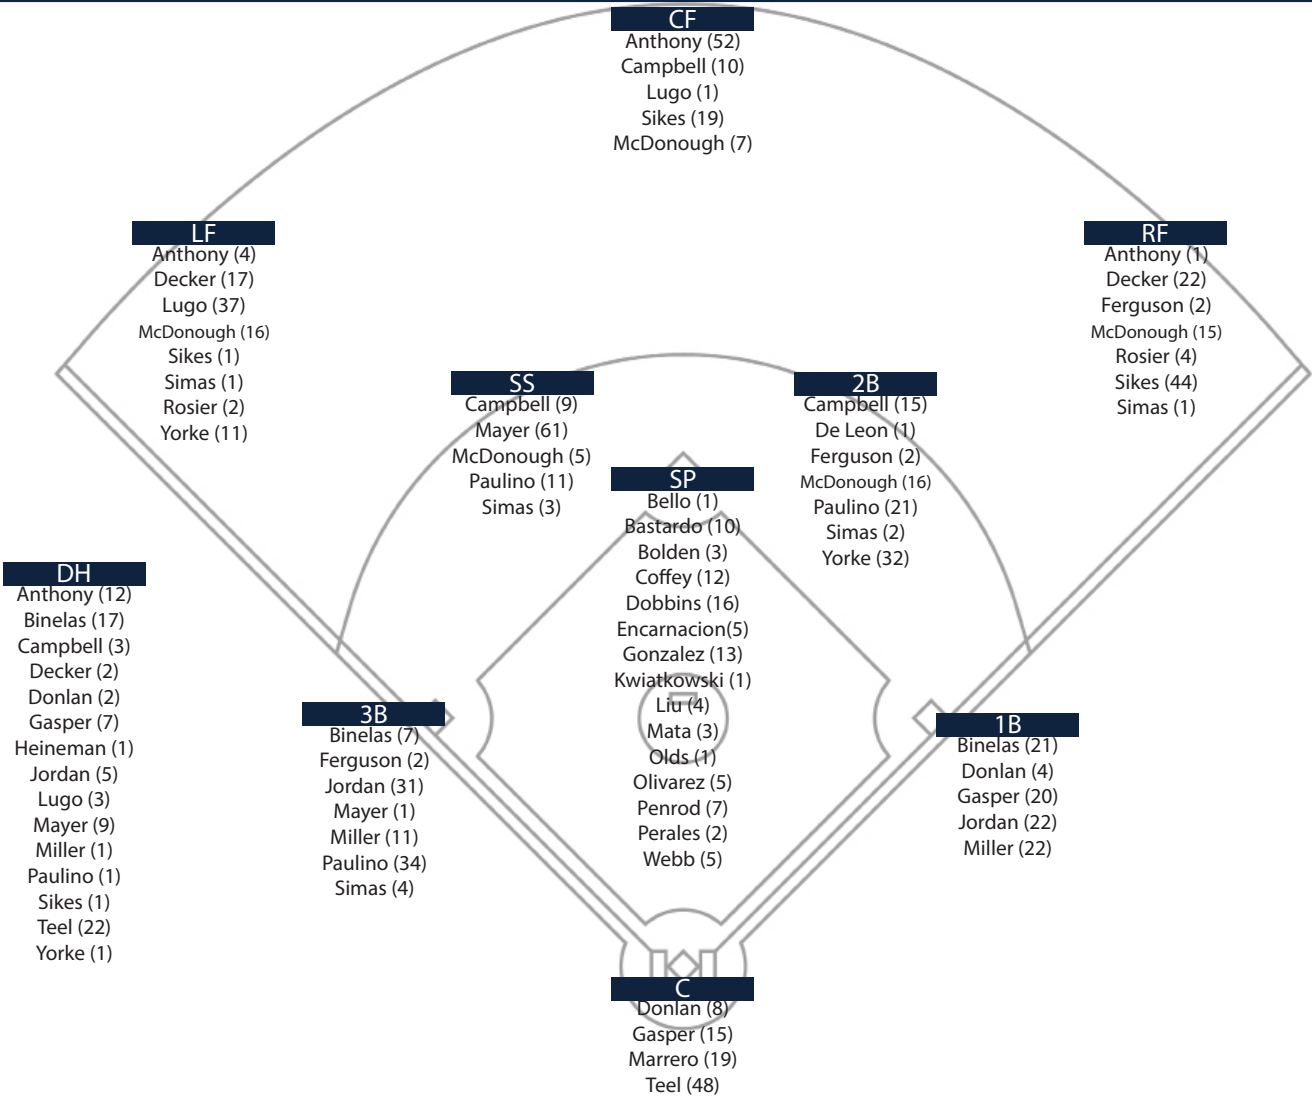 CF
Anthony (52)
Campbell (10)
Lugo (1)
Sikes (19)
McDonough (7)
LF
Anthony (4)
Decker (17)
Lugo (37)
McDonough (16)
Sikes (1)
Simas (1)
Rosier (2)
Yorke (11)
RF
Anthony (1)
Decker (22)
Ferguson (2)
McDonough (15)
Rosier (4)
Sikes (44)
Simas (1)
SS
Campbell (9)
Mayer (61)
McDonough (5)
Paulino (11)
Simas (3)
2B
Campbell (15)
De Leon (1)
Ferguson (2)
McDonough (16)
Paulino (21)
Simas (2)
Yorke (32)
SP
Bello (1)
Bastardo (10)
Bolden (3)
Coffey (12)
Dobbins (16)
Encarnacion(5)
Gonzalez (13)
Kwiatkowski (1)
Liu (4)
Mata (3)
Olds (1)
Olivarez (5)
Penrod (7)
Perales (2)
Webb (5)
DH
Anthony (12)
Binelas (17)
Campbell (3)
Decker (2)
Donlan (2)
Gasper (7)
Heineman (1)
Jordan (5)
Lugo (3)
Mayer (9)
Miller (1)
Paulino (1)
Sikes (1)
Teel (22)
Yorke (1)
3B
Binelas (7)
Ferguson (2)
Jordan (31)
Mayer (1)
Miller (11)
Paulino (34)
Simas (4)
1B
Binelas (21)
Donlan (4)
Gasper (20)
Jordan (22)
Miller (22)
C
Donlan (8)
Gasper (15)
Marrero (19)
Teel (48)